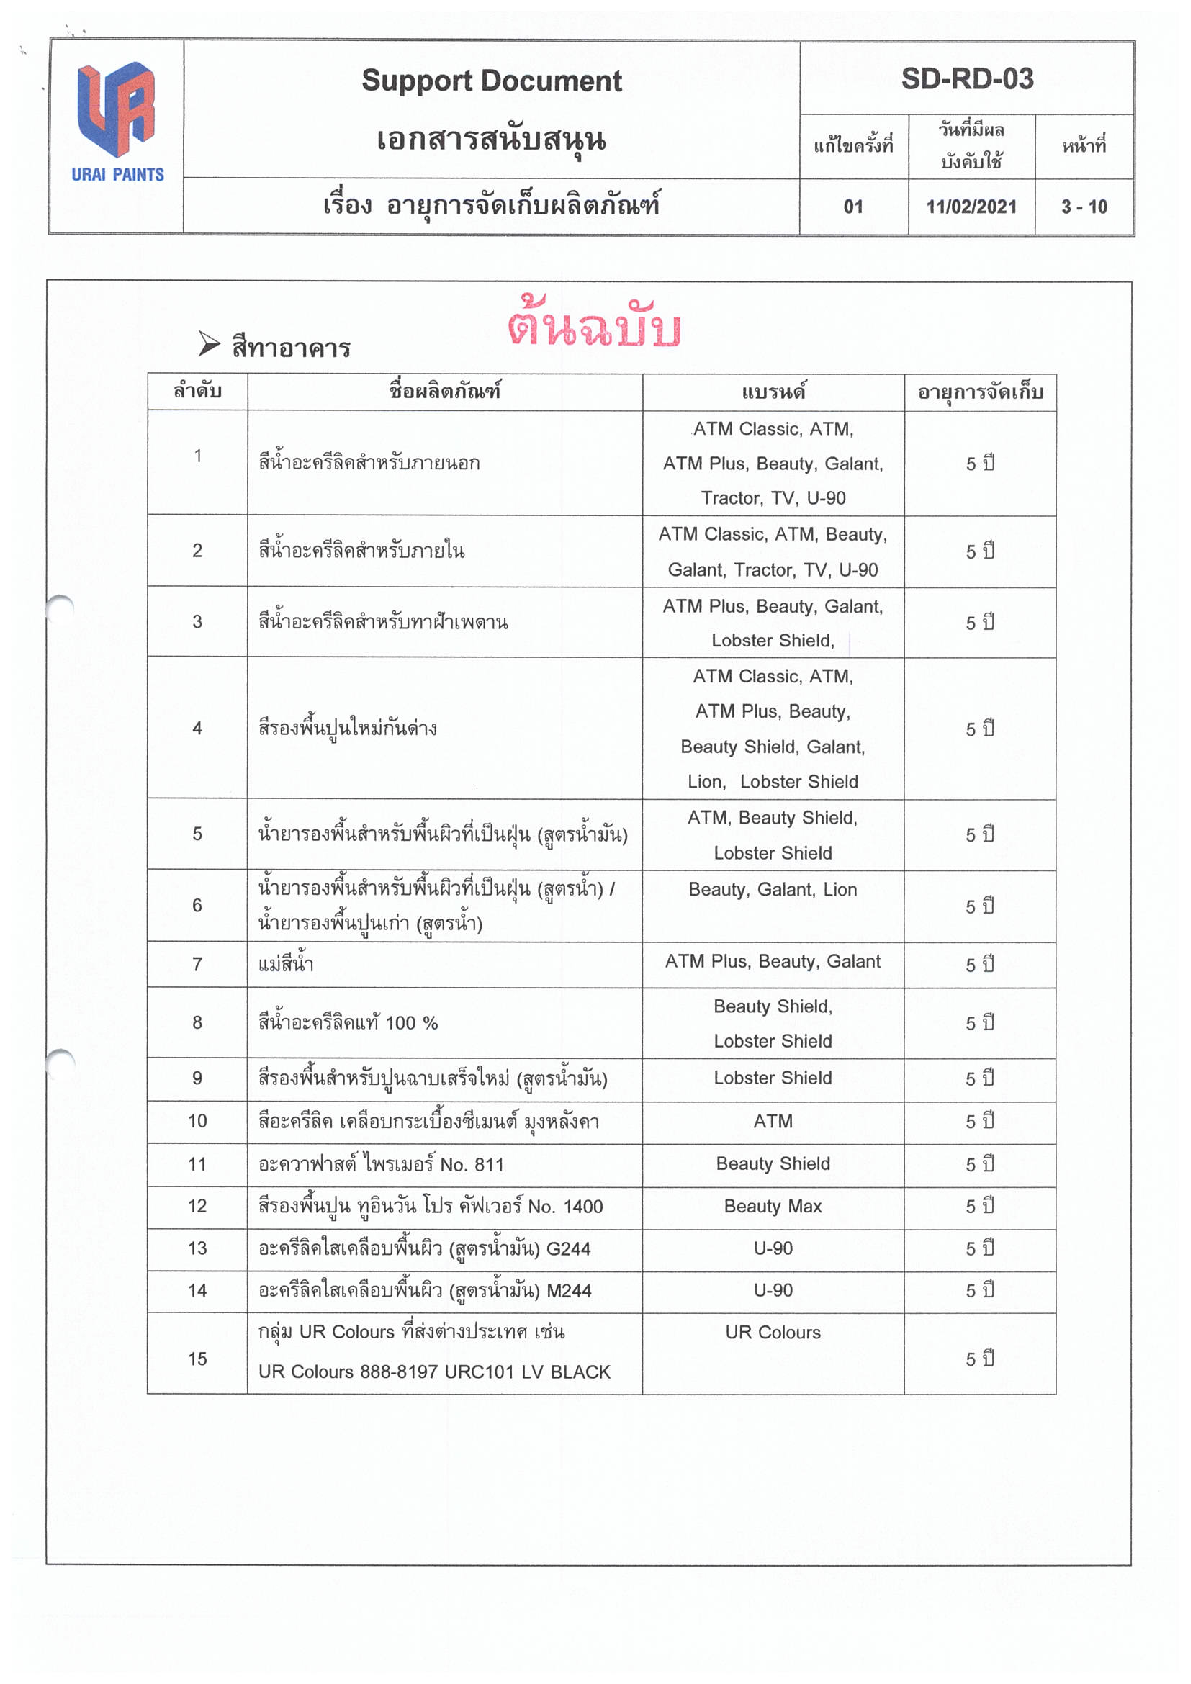 URAI PAINTS
Support Document
เอกสารสนับสนุน
เรื่อง อายุการจัดเก็บผลิตภัณฑ์
SD-RD-03
แก้ไขครั้งที่
วันที่มีผล
บังคับใช้
หน้าที่
01
11/02/2021
3 - 10
ต้นฉบับ
สีทาอาคาร
ลำดับ ชื่อผลิตภัณฑ์ แบรนด์ อายุการจัดเก็บ
1 สีน้ำอะครีลิคสำหรับภายนอก
ATM Classic, ATM,
ATM Plus, Beauty, Galant,
Tractor, TV, U-90
5 ปี
2 สีน้ำอะครีลิคสำหรับภายใน
ATM Classic, ATM, Beauty,
Galant, Tractor, TV, U-90
5 ปี
3 สีน้ำอะครีลิคสำหรับทาฝ้าเพดาน
ATM Plus, Beauty, Galant,
Lobster Shield,
5 ปี
4 สีรองพื้นปูนใหม่กันด่าง
ATM Classic, ATM,
ATM Plus, Beauty,
Beauty Shield, Galant,
Lion, Lobster Shield
5 ปี
5 น้ำยารองพื้นสำหรับพื้นผิวที่เป็นฝุ่น (สูตรน้ำมัน)
ATM, Beauty Shield,
Lobster Shield
5 ปี
6 น้ำยารองพื้นสำหรับพื้นผิวที่เป็นฝุ่น (สูตรน้ำ) /
น้ำยารองพื้นปูนเก่า (สูตรน้ำ)
Beauty, Galant, Lion
5 ปี
7 แม่สีน้ำ ATM Plus, Beauty, Galant 5 ปี
8 สีน้ำอะครีลิคแท้ 100 %
Beauty Shield,
Lobster Shield
5 ปี
9 สีรองพื้นสำหรับปูนฉาบเสร็จใหม่ (สูตรน้ำมัน) Lobster Shield 5 ปี
10 สีอะครีลิค เคลือบกระเบื้องซีเมนต์ มุงหลังคา ATM 5 ปี
11 อะควาฟาสต์ ไพรเมอร์ No. 811 Beauty Shield 5 ปี
12 สีรองพื้นปูน ทูอินวัน โปร คัฟเวอร์ No. 1400 Beauty Max 5 ปี
13 อะครีลิคใสเคลือบพื้นผิว (สูตรน้ำมัน) G244 U-90 5 ปี
14 อะครีลิคใสเคลือบพื้นผิว (สูตรน้ำมัน) M244 U-90 5 ปี
15 กลุ่ม UR Colours ที่ส่งต่างประเทศ เช่น
UR Colours 888-8197 URC101 LV BLACK
UR Colours
5 ปี